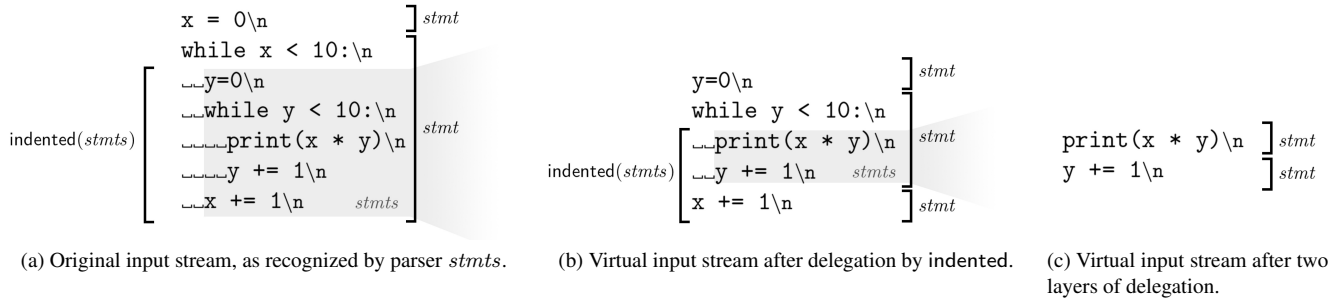 x = 0\n
stmt
while x < 10:\n
␣␣y=0\n
␣␣while y < 10:\n
␣␣␣␣print(x * y)\n
stmt
indented(stmts)
␣␣␣␣y += 1\n
␣␣x += 1\n
stmts
(a) Original input stream, as recognized by parser stmts.
y=0\n
stmt
while y < 10:\n
␣␣print(x * y)\n
stmt
indented(stmts)
␣␣y += 1\n
stmts
x += 1\n
stmt
(b) Virtual input stream after delegation by indented.
print(x * y)\n
stmt
y += 1\n
stmt
(c) Virtual input stream after two
layers of delegation.